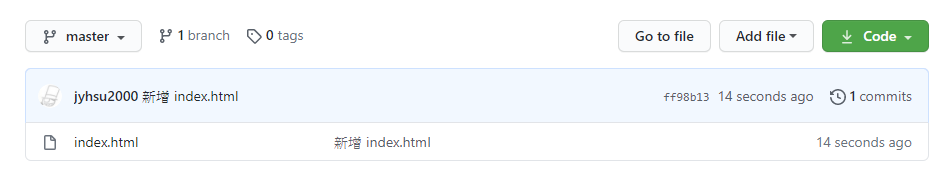 master 1 branch 0 tags Go to file Add file Code
jyhsu2000 新增 index.html ff98b13 14 seconds ago 1 commits
index.html 新增 index.html 14 seconds ago